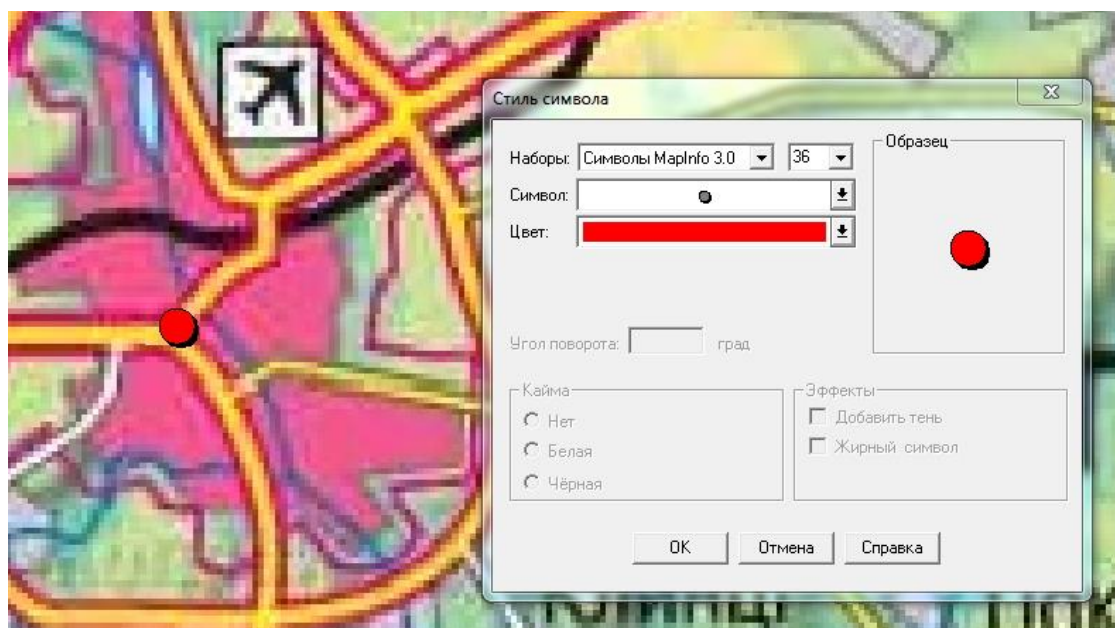 Стиль символа
Наборы: Символы MapInfo 3.0 36
Символ:
Цвет:
Образец
Угол поворота: град
Кайма
Нет
Белая
Чёрная
Эффекты
Добавить тень
Жирный символ
OK Отмена Справка